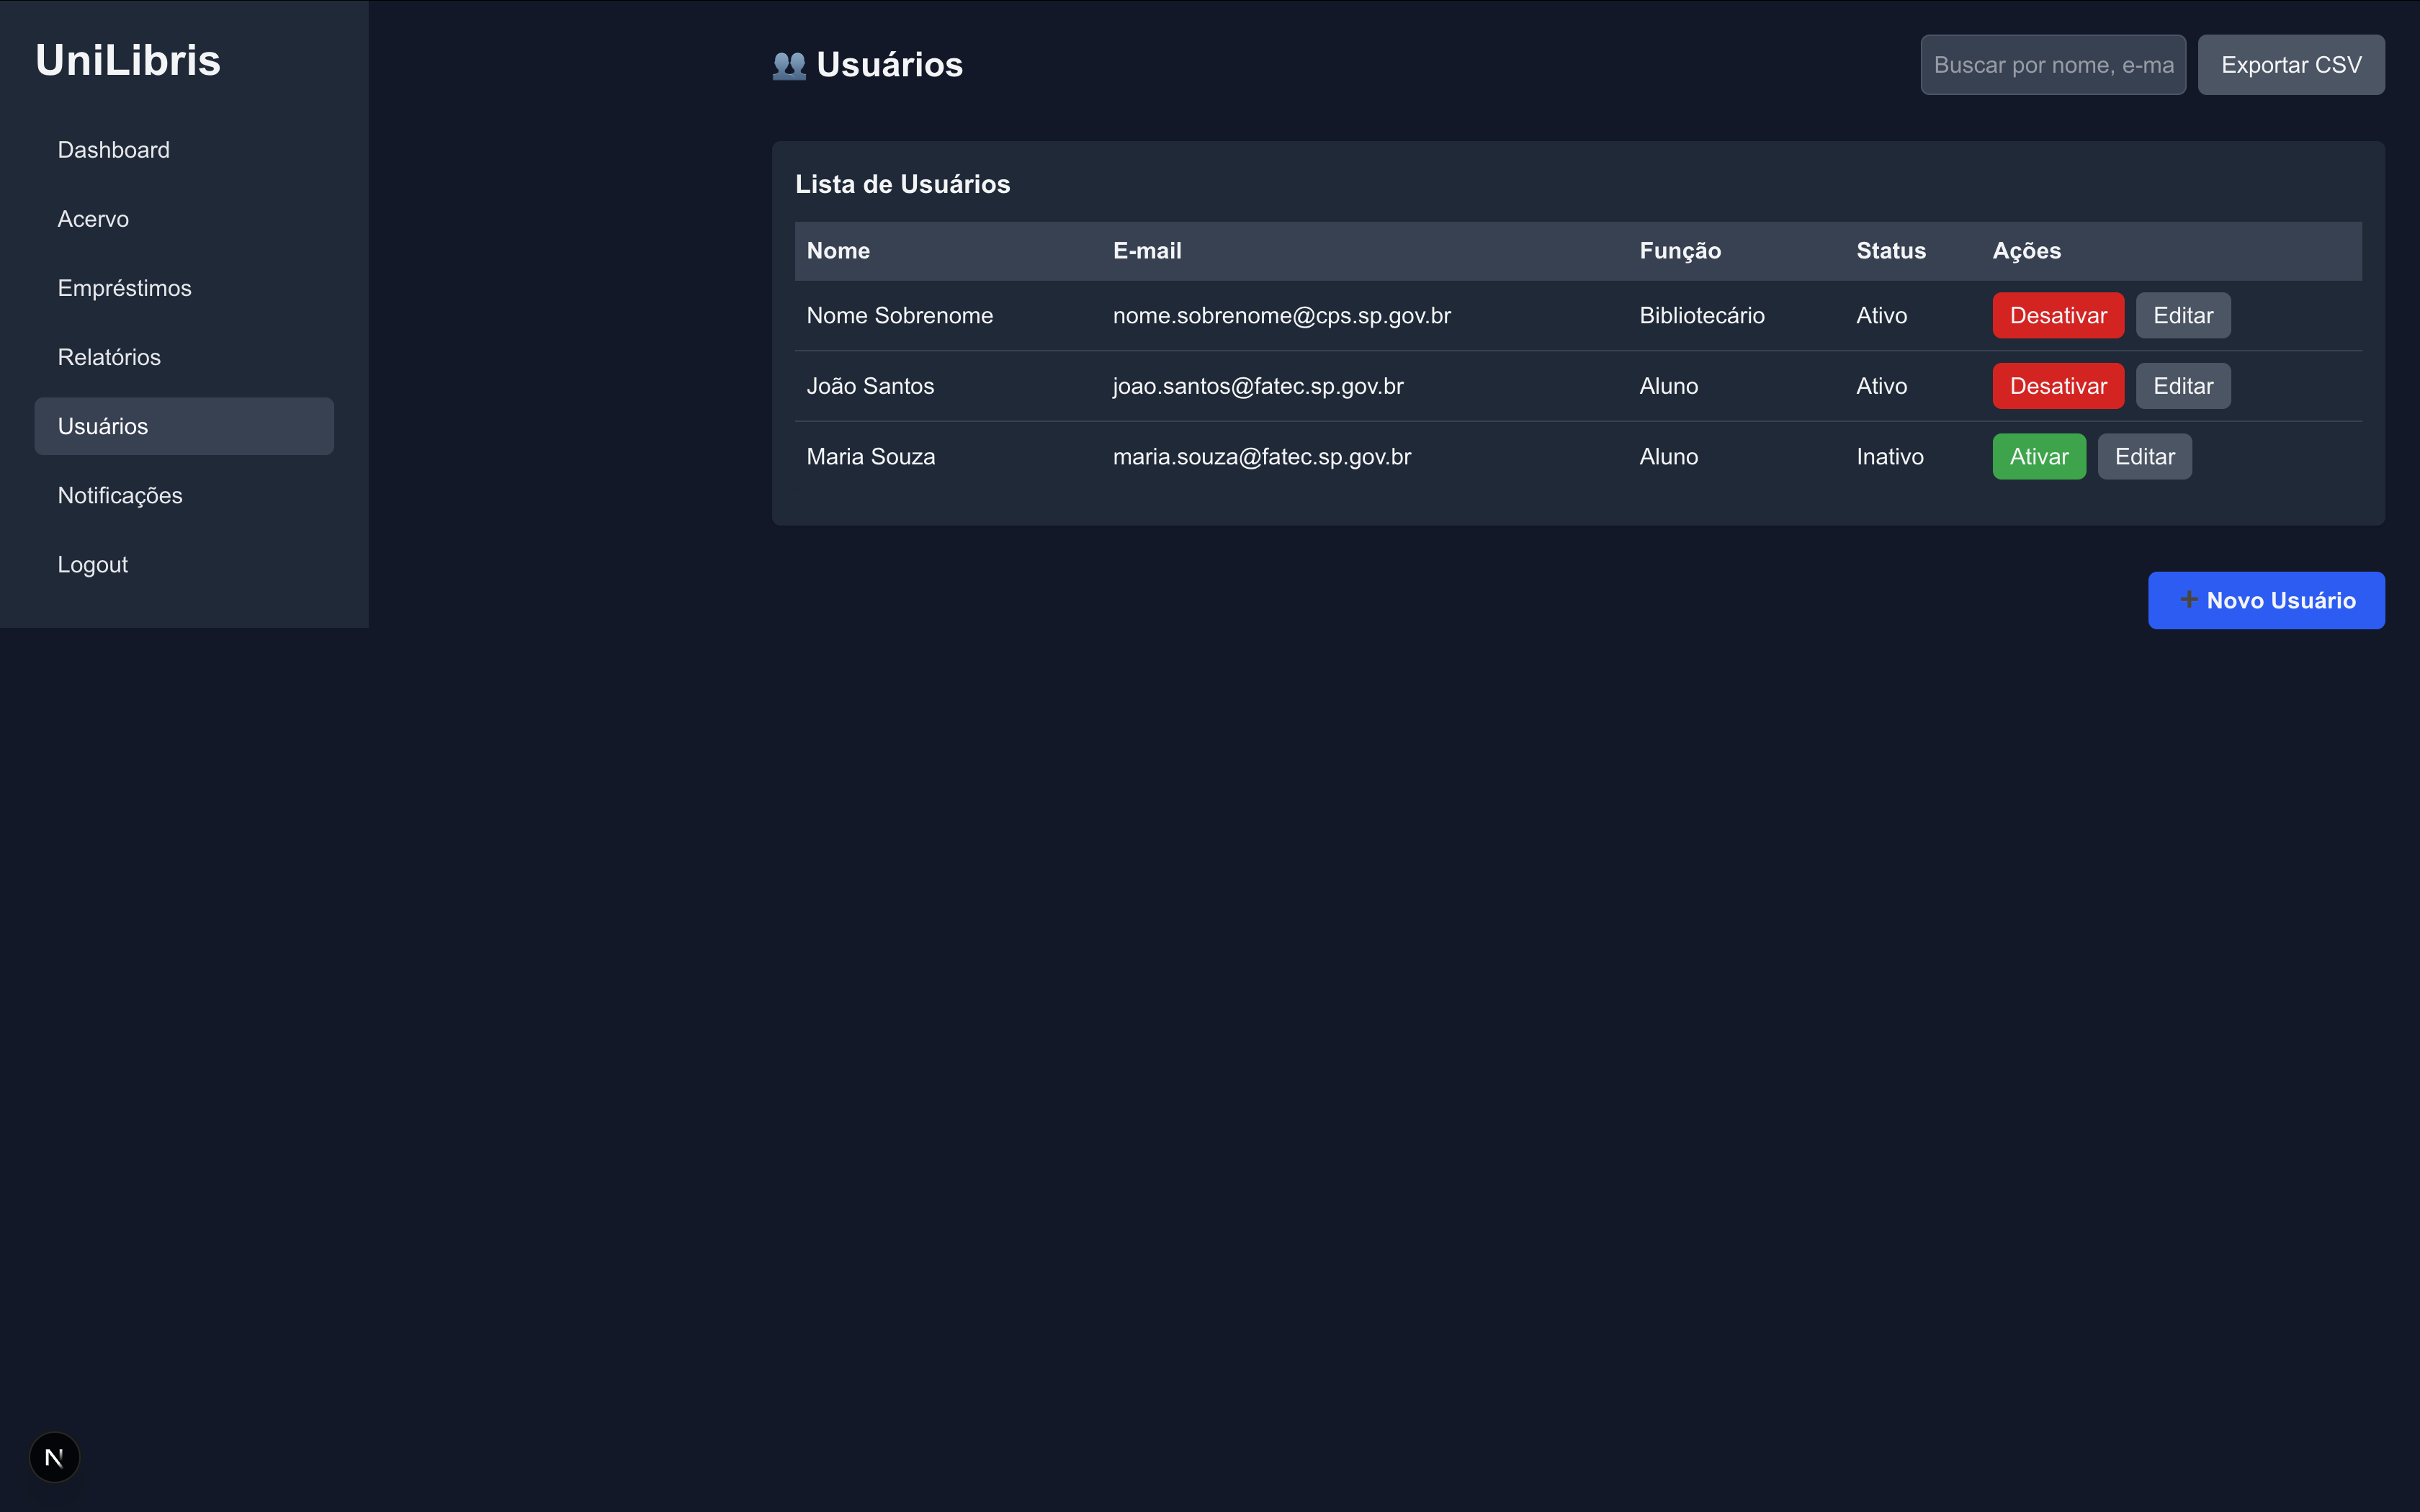 UniLibris
Dashboard
Acervo
Empréstimos
Relatórios
Usuários
Notificações
Logout
👥 Usuários
Buscar por nome, e-ma
Exportar CSV
Lista de Usuários
Nome E-mail Função Status Ações
Nome Sobrenome nome.sobrenome@cps.sp.gov.br Bibliotecário Ativo Desativar Editar
João Santos joao.santos@fatec.sp.gov.br Aluno Ativo Desativar Editar
Maria Souza maria.souza@fatec.sp.gov.br Aluno Inativo Ativar Editar
➕ Novo Usuário
N